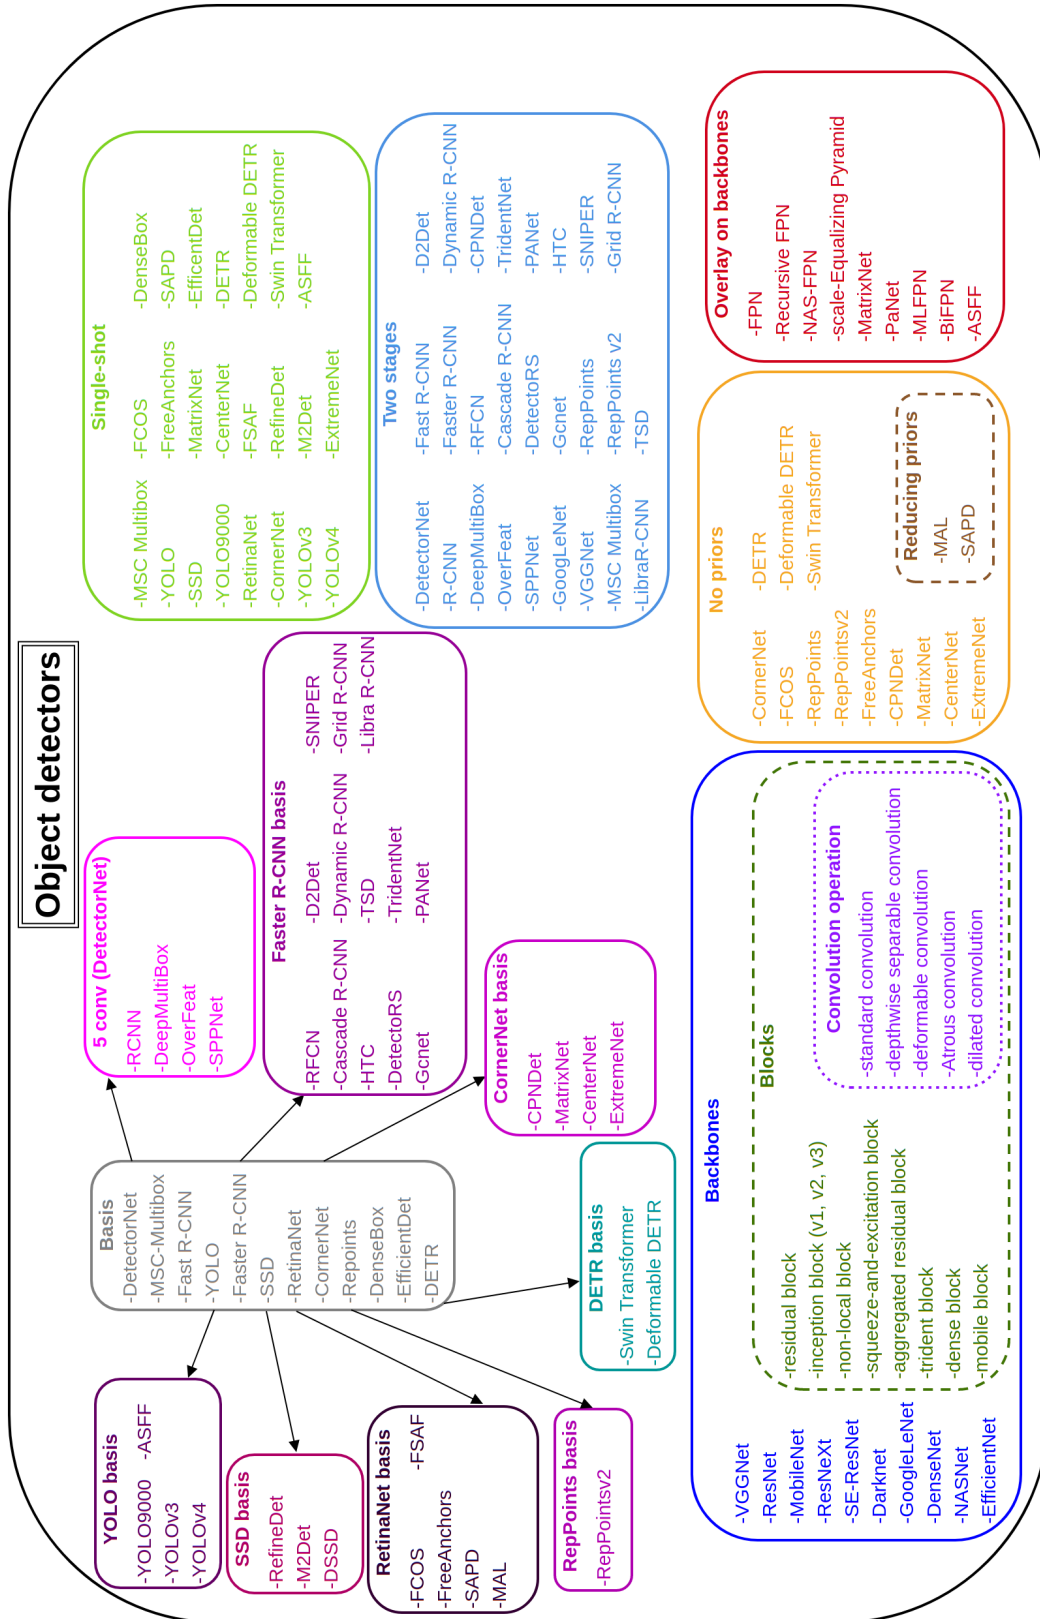 Object detectors
YOLO basis
-YOLO9000 -ASFF
-YOLOv3
-YOLOv4
SSD basis
-RefineDet
-M2Det
-DSSD
RetinaNet basis
-FCOS -FSAF
-FreeAnchors
-SAPD
-MAL
RepPoints basis
-RepPointsv2
Basis
-DetectorNet
-MSC-Multibox
-Fast R-CNN
-YOLO
-Faster R-CNN
-SSD
-RetinaNet
-CornerNet
-Repoints
-DenseBox
-EfficientDet
-DETR
DETR basis
-Swin Transformer
-Deformable DETR
5 conv (DetectorNet)
-RCNN
-DeepMultiBox
-OverFeat
-SPPNet
Faster R-CNN basis
-RFCN -D2Det -SNIPER
-Cascade R-CNN -Dynamic R-CNN -Grid R-CNN
-HTC -TSD -Libra R-CNN
-DetectoRS -TridentNet
-Gcnet -PANet
CornerNet basis
-CPNDet
-MatrixNet
-CenterNet
-ExtremeNet
Single-shot
-MSC Multibox -FCOS -DenseBox
-YOLO -FreeAnchors -SAPD
-SSD -MatrixNet -EfficentDet
-YOLO9000 -CenterNet -DETR
-RetinaNet -FSAF -Deformable DETR
-CornerNet -RefineDet -Swin Transformer
-YOLOv3 -M2Det -ASFF
-YOLOv4 -ExtremeNet
Two stages
-DetectorNet -Fast R-CNN -D2Det
-R-CNN -Faster R-CNN -Dynamic R-CNN
-DeepMultiBox -RFCN -CPNDet
-OverFeat -Cascade R-CNN -TridentNet
-SPPNet -DetectoRS -PANet
-GoogLeNet -Gcnet -HTC
-VGGNet -RepPoints -SNIPER
-MSC Multibox -RepPoints v2 -Grid R-CNN
-LibraR-CNN -TSD
Backbones
-VGGNet
-ResNet
-MobileNet
-ResNeXt
-SE-ResNet
-Darknet
-GoogleLeNet
-DenseNet
-NASNet
-EfficientNet
Blocks
-residual block
-inception block (v1, v2, v3)
-non-local block
-squeeze-and-excitation block
-aggregated residual block
-trident block
-dense block
-mobile block
Convolution operation
-standard convolution
-depthwise separable convolution
-deformable convolution
-Atrous convolution
-dilated convolution
No priors
-CornerNet -DETR
-FCOS -Deformable DETR
-RepPoints -Swin Transformer
-RepPointsv2
-FreeAnchors
-CPNDet
-MatrixNet
-CenterNet
-ExtremeNet
Reducing priors
-MAL
-SAPD
Overlay on backbones
-FPN
-Recursive FPN
-NAS-FPN
-scale-Equalizing Pyramid
-MatrixNet
-PaNet
-MLFPN
-BiFPN
-ASFF